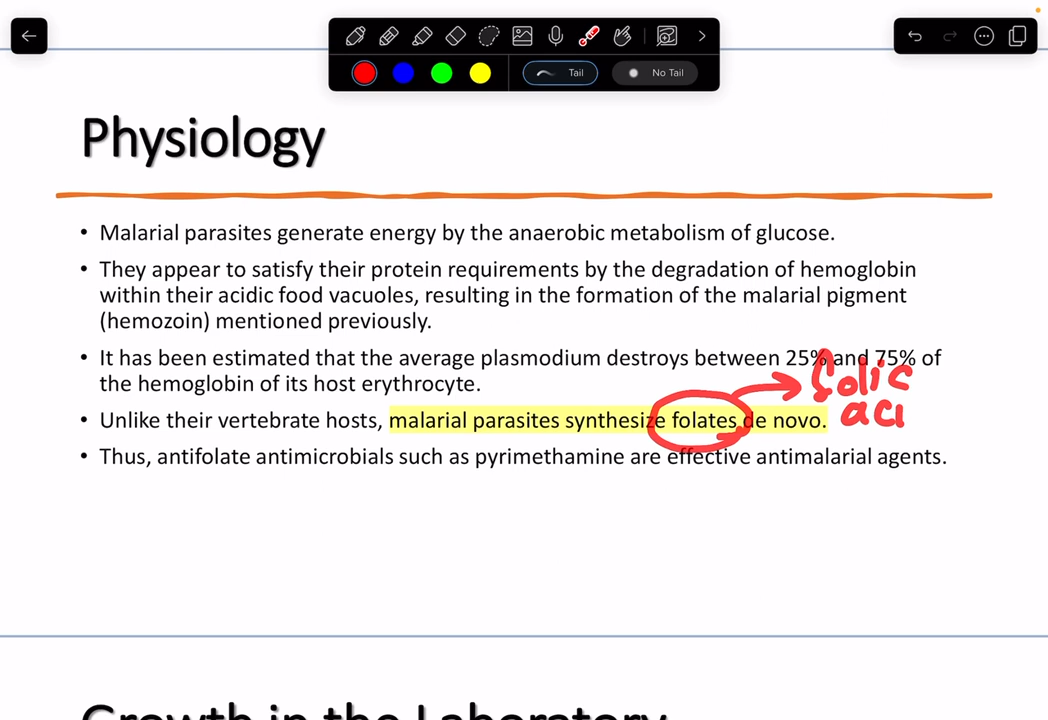 Tail
No Tail
Physiology
• Malarial parasites generate energy by the anaerobic metabolism of glucose.
• They appear to satisfy their protein requirements by the degradation of hemoglobin
within their acidic food vacuoles, resulting in the formation of the malarial pigment
(hemozoin) mentioned previously.
• It has been estimated that the average plasmodium destroys between 25% and 75% of
the hemoglobin of its host erythrocyte.
folic
aci
• Unlike their vertebrate hosts, malarial parasites synthesize folates de novo.
• Thus, antifolate antimicrobials such as pyrimethamine are effective antimalarial agents.
Growth in the Laboratory